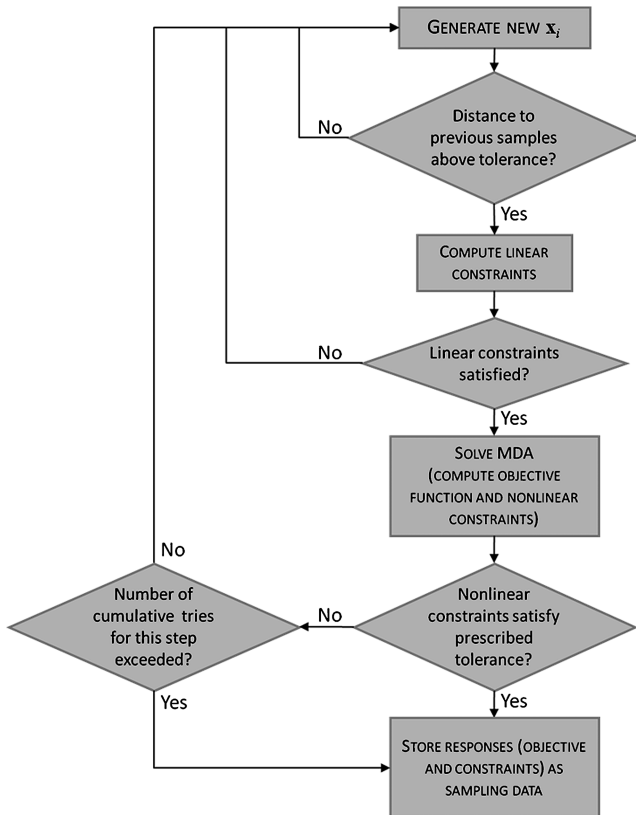 GENERATE NEW xᵢ
Distance to
previous samples
above tolerance?
No
Yes
COMPUTE LINEAR
CONSTRAINTS
Linear constraints
satisfied?
No
Yes
SOLVE MDA
(COMPUTE OBJECTIVE
FUNCTION AND NONLINEAR
CONSTRAINTS)
Nonlinear
constraints satisfy
prescribed
tolerance?
No
Yes
Number of
cumulative tries
for this step
exceeded?
No
Yes
STORE RESPONSES (OBJECTIVE
AND CONSTRAINTS) AS
SAMPLING DATA